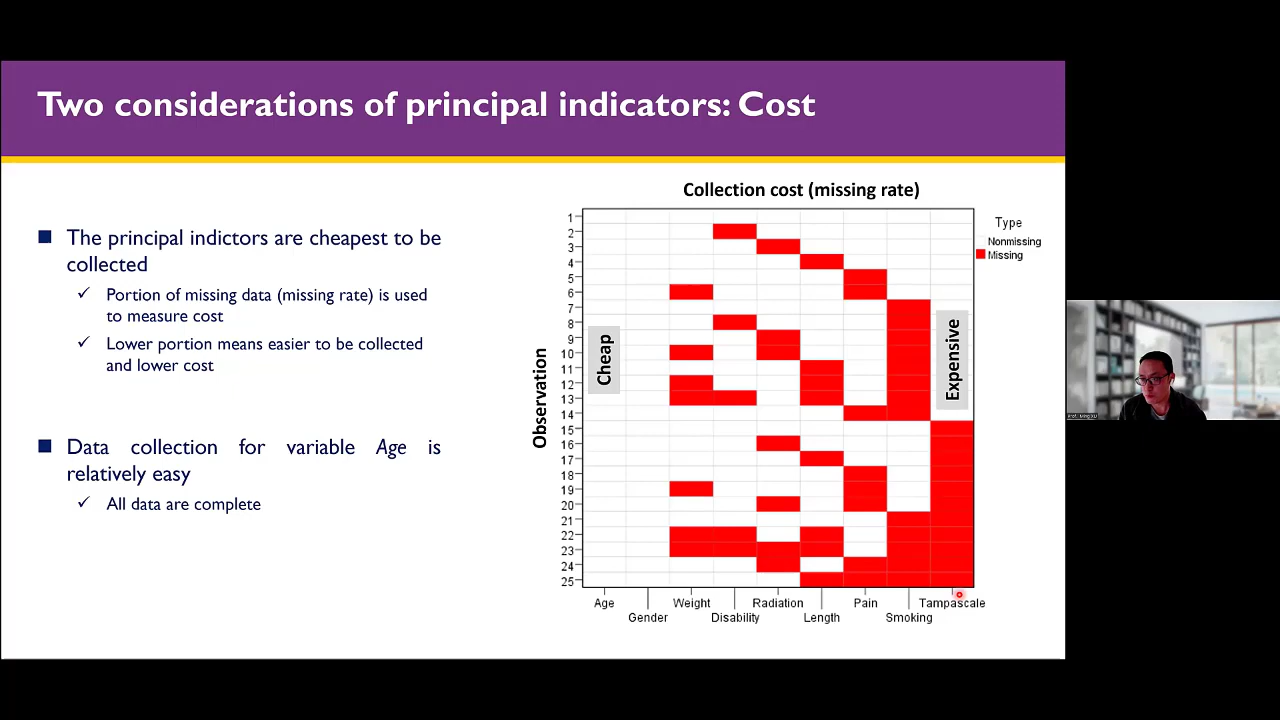 Two considerations of principal indicators: Cost
The principal indictors are cheapest to be
collected
Portion of missing data (missing rate) is used
to measure cost
Lower portion means easier to be collected
and lower cost
Data collection for variable Age is
relatively easy
All data are complete
Collection cost (missing rate)
Observation
1
2
3
4
5
6
7
8
9
10
11
12
13
14
15
16
17
18
19
20
21
22
23
24
25
Cheap
Expensive
Type
Nonmissing
Missing
Age
Gender
Weight
Disability
Radiation
Length
Pain
Smoking
Tampascale
Prof. Ming XU